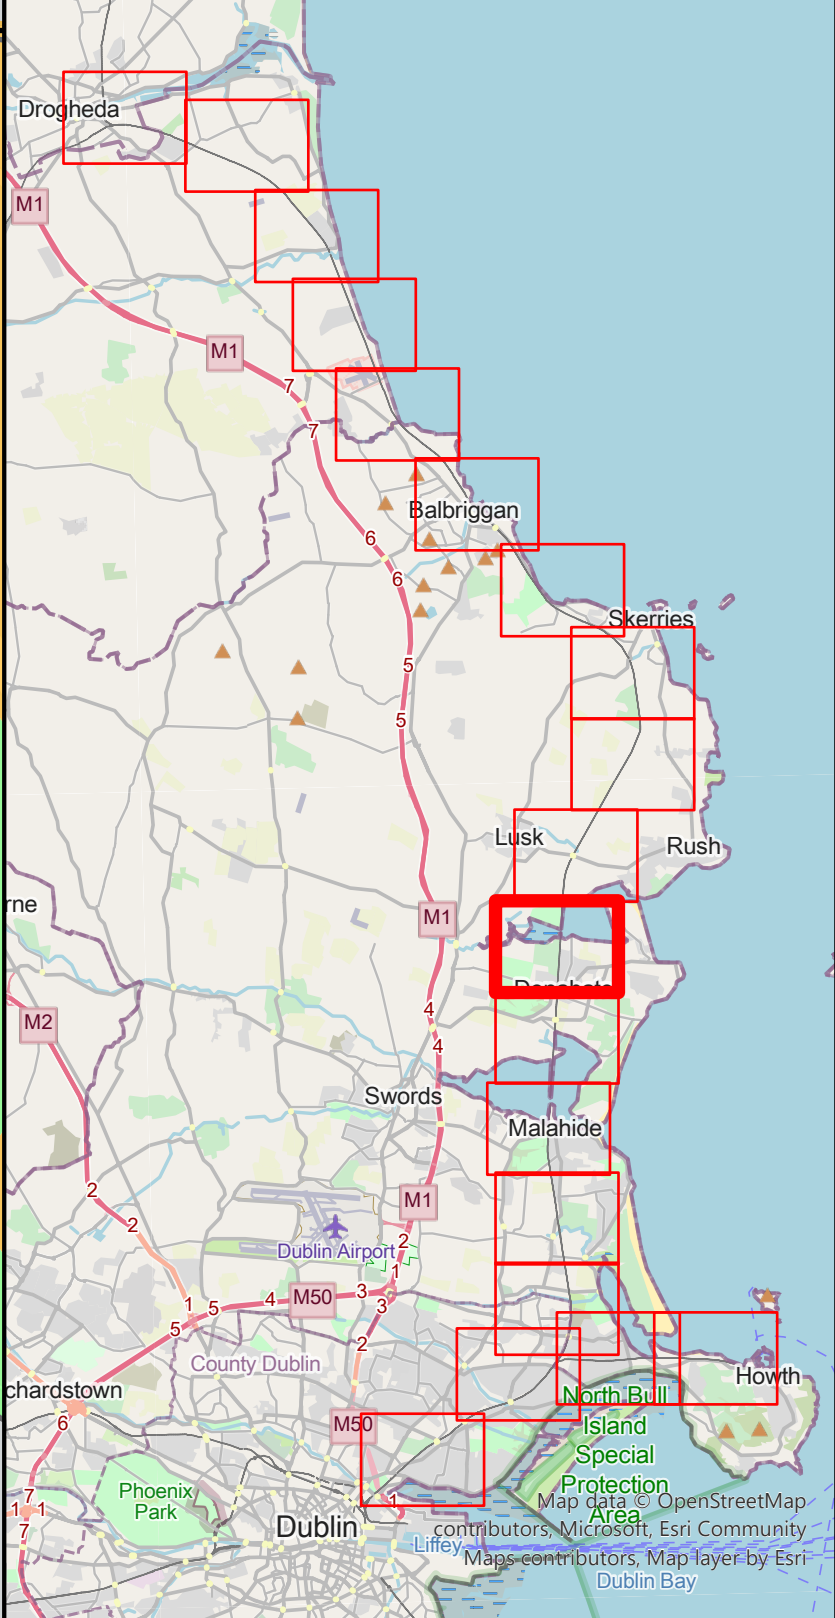 Drogheda
M1
M1
7
7
Balbriggan
6
6
Skerries
5
5
Lusk
Rush
rne
M1
M2
4
4
Swords
Malahide
2
2
M1
Dublin Airport
2
1
M50
3
3
4
5
1
5
2
County Dublin
chardstown
Howth
6
M50
North Bull
Island
Special
Protection
Area
Phoenix
Park
7
1
1
7
1
Dublin
Liffey
Map data © OpenStreetMap
contributors, Microsoft, Esri Community
Maps contributors, Map layer by Esri
Dublin Bay